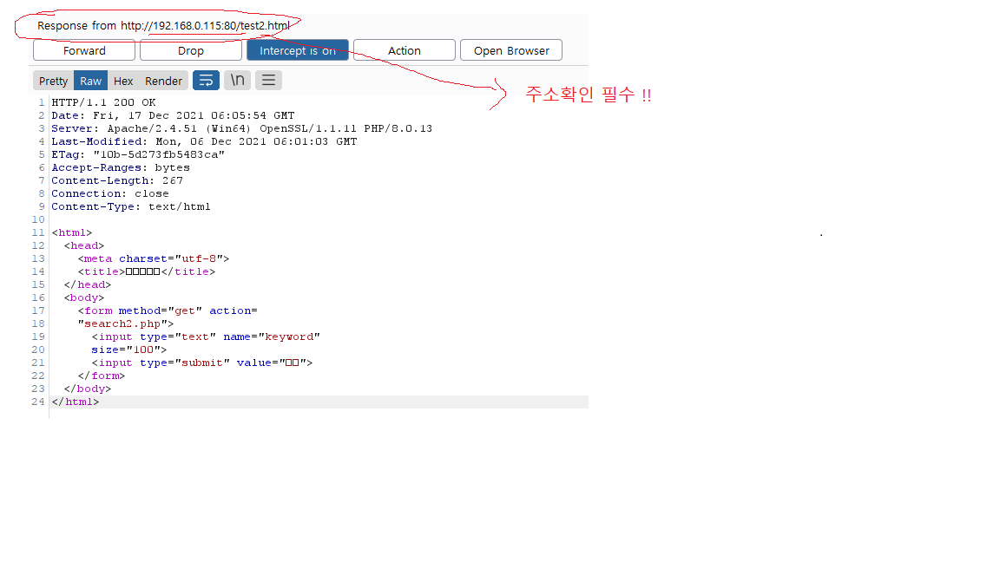 Response from http://192.168.0.115:80/test2.html
Forward Drop Intercept is on Action Open Browser
주소확인 필수 !!
Pretty Raw Hex Render \n
1 HTTP/1.1 200 OK
2 Date: Fri, 17 Dec 2021 06:05:54 GMT
3 Server: Apache/2.4.51 (Win64) OpenSSL/1.1.1l PHP/8.0.13
4 Last-Modified: Mon, 06 Dec 2021 06:01:03 GMT
5 ETag: "10b-5d273fb5483ca"
6 Accept-Ranges: bytes
7 Content-Length: 267
8 Connection: close
9 Content-Type: text/html
10
11 <html>
12 <head>
13 <meta charset="utf-8">
14 <title>□□□□□</title>
15 </head>
16 <body>
17 <form method="get" action=
18 "search2.php">
19 <input type="text" name="keyword"
20 size="100">
21 <input type="submit" value="□□">
22 </form>
23 </body>
24 </html>